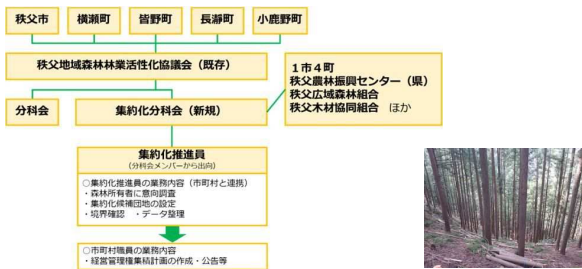 秩父市
横瀬町
皆野町
長瀞町
小鹿野町
秩父地域森林林業活性化協議会（既存）
分科会
集約化分科会（新規）
１市４町
秩父農林振興センター（県）
秩父広域森林組合
秩父木材協同組合　ほか
集約化推進員
（分科会メンバーから出向）
○集約化推進員の業務内容（市町村と連携）
・森林所有者に意向調査
・集約化候補団地の設定
・境界確認　・データ整理
○市町村職員の業務内容
・経営管理権集積計画の作成・公告等